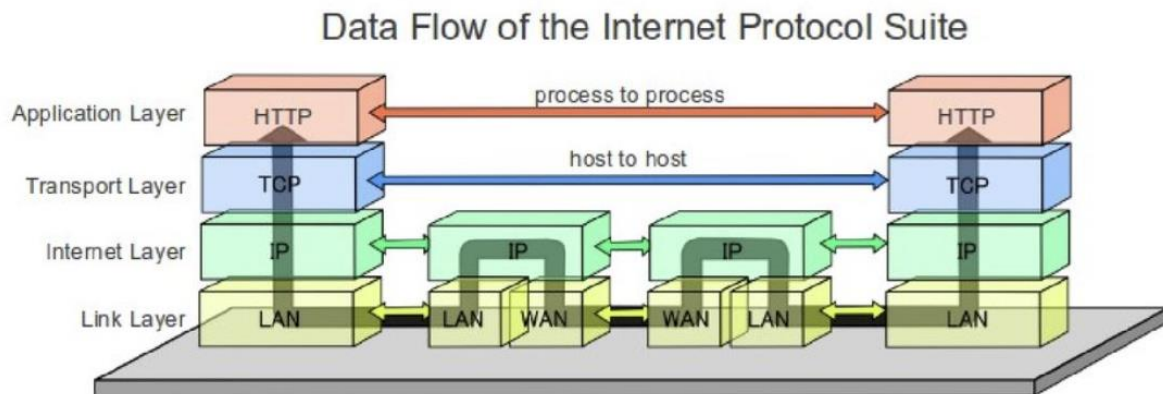 Data Flow of the Internet Protocol Suite
Application Layer HTTP process to process HTTP
Transport Layer TCP host to host TCP
Internet Layer IP IP IP IP
Link Layer LAN LAN WAN WAN LAN LAN